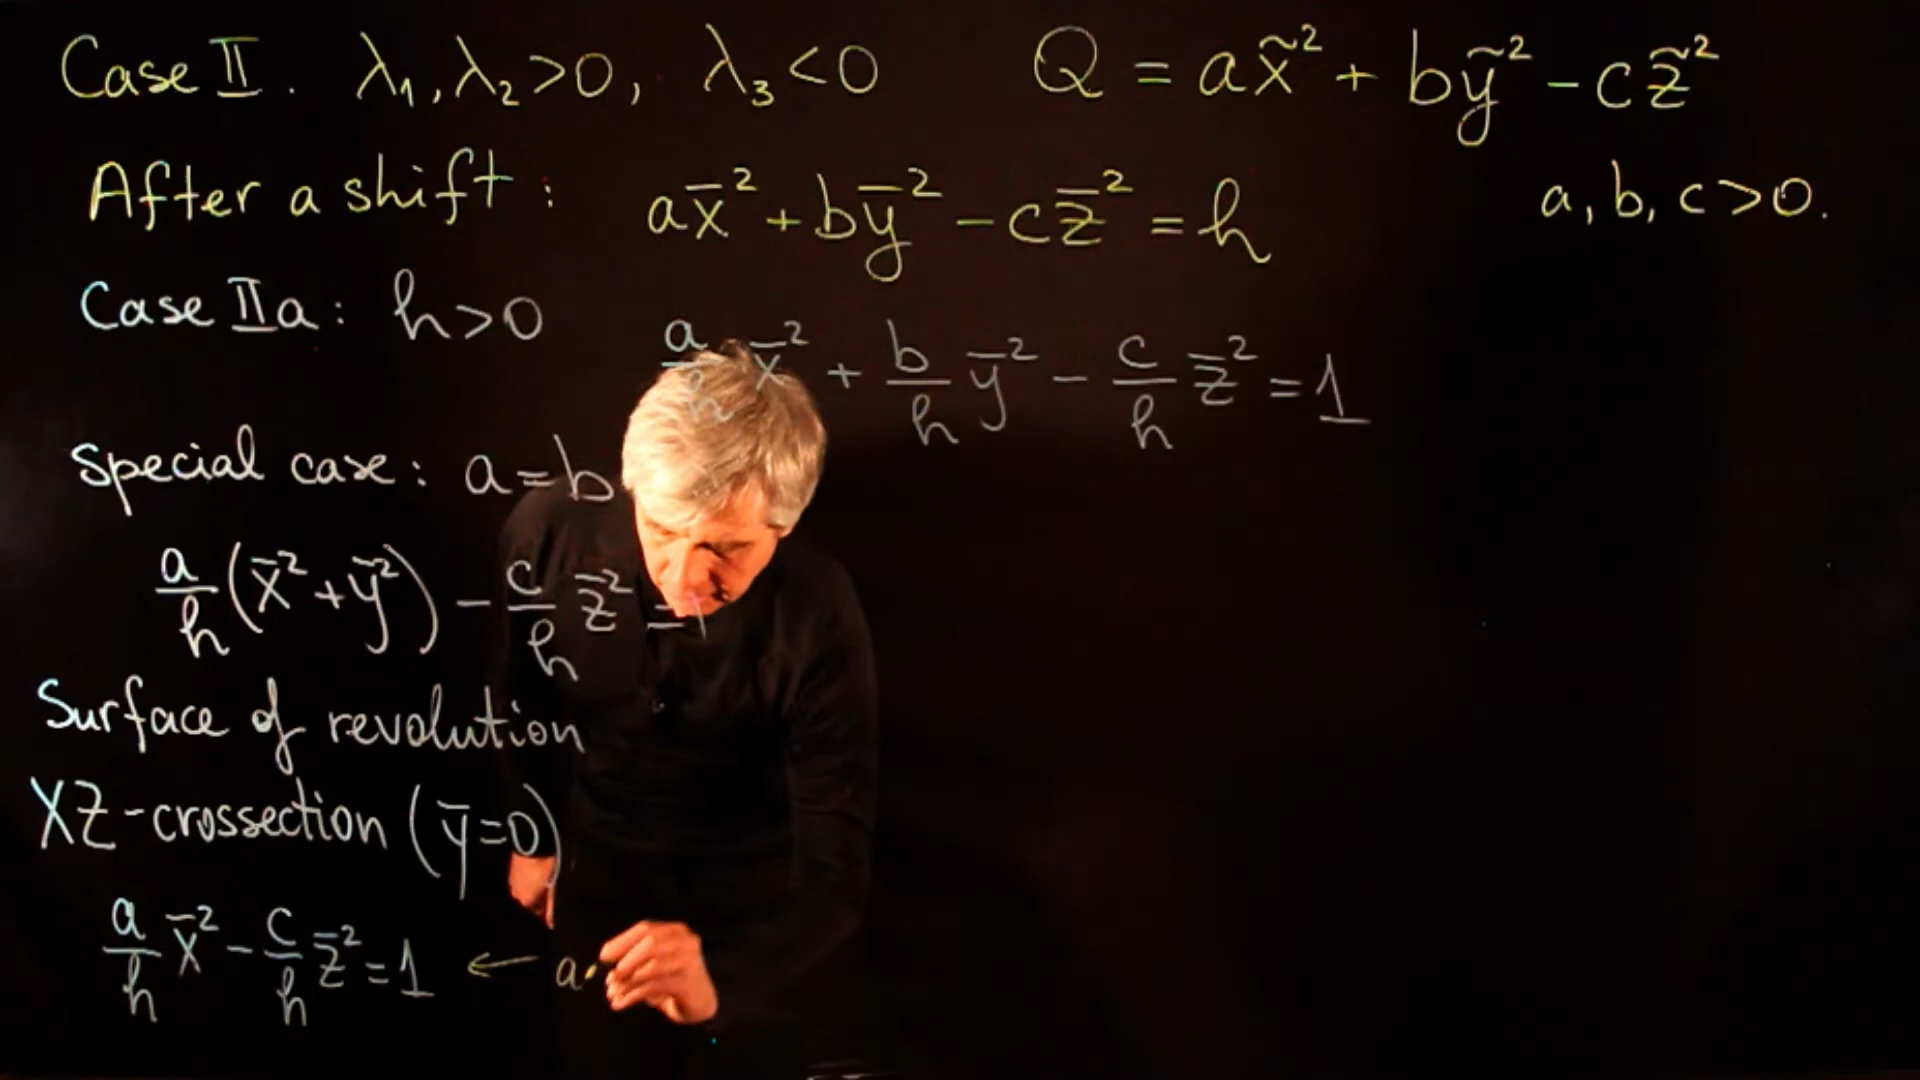 Case II. λ₁, λ₂ > 0, λ₃ < 0 Q = ax̃² + bỹ² − cz̃²
After a shift: ax̄² + bȳ² − cz̄² = h a, b, c > 0.
Case IIa: h > 0 a/h x̄² + b/h ȳ² − c/h z̄² = 1
Special case: a = b
a/h (x̄² + ȳ²) − c/h z̄² = 1
Surface of revolution
XZ-crossection (ȳ = 0)
a/h x̄² − c/h z̄² = 1 ← a